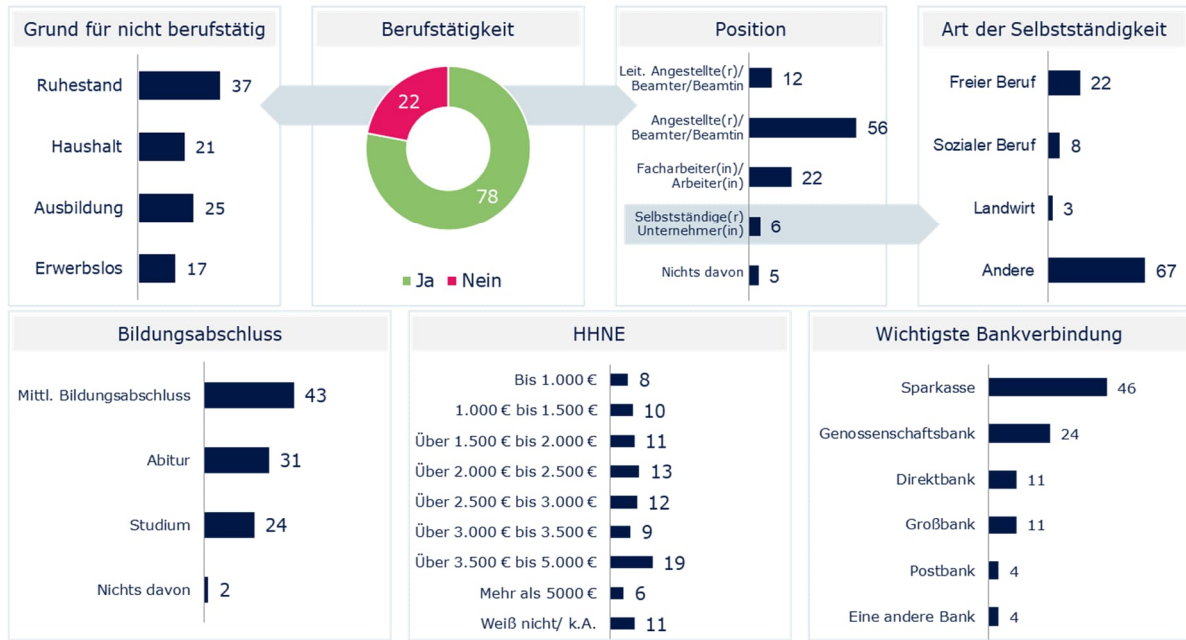 Grund für nicht berufstätig
Ruhestand 37
Haushalt 21
Ausbildung 25
Erwerbslos 17
Berufstätigkeit
22
78
Ja Nein
Position
Leit. Angestellte(r)/
Beamter/Beamtin 12
Angestellte(r)/
Beamter/Beamtin 56
Facharbeiter(in)/
Arbeiter(in) 22
Selbstständige(r)
Unternehmer(in) 6
Nichts davon 5
Art der Selbstständigkeit
Freier Beruf 22
Sozialer Beruf 8
Landwirt 3
Andere 67
Bildungsabschluss
Mittl. Bildungsabschluss 43
Abitur 31
Studium 24
Nichts davon 2
HHNE
Bis 1.000 € 8
1.000 € bis 1.500 € 10
Über 1.500 € bis 2.000 € 11
Über 2.000 € bis 2.500 € 13
Über 2.500 € bis 3.000 € 12
Über 3.000 € bis 3.500 € 9
Über 3.500 € bis 5.000 € 19
Mehr als 5000 € 6
Weiß nicht/ k.A. 11
Wichtigste Bankverbindung
Sparkasse 46
Genossenschaftsbank 24
Direktbank 11
Großbank 11
Postbank 4
Eine andere Bank 4